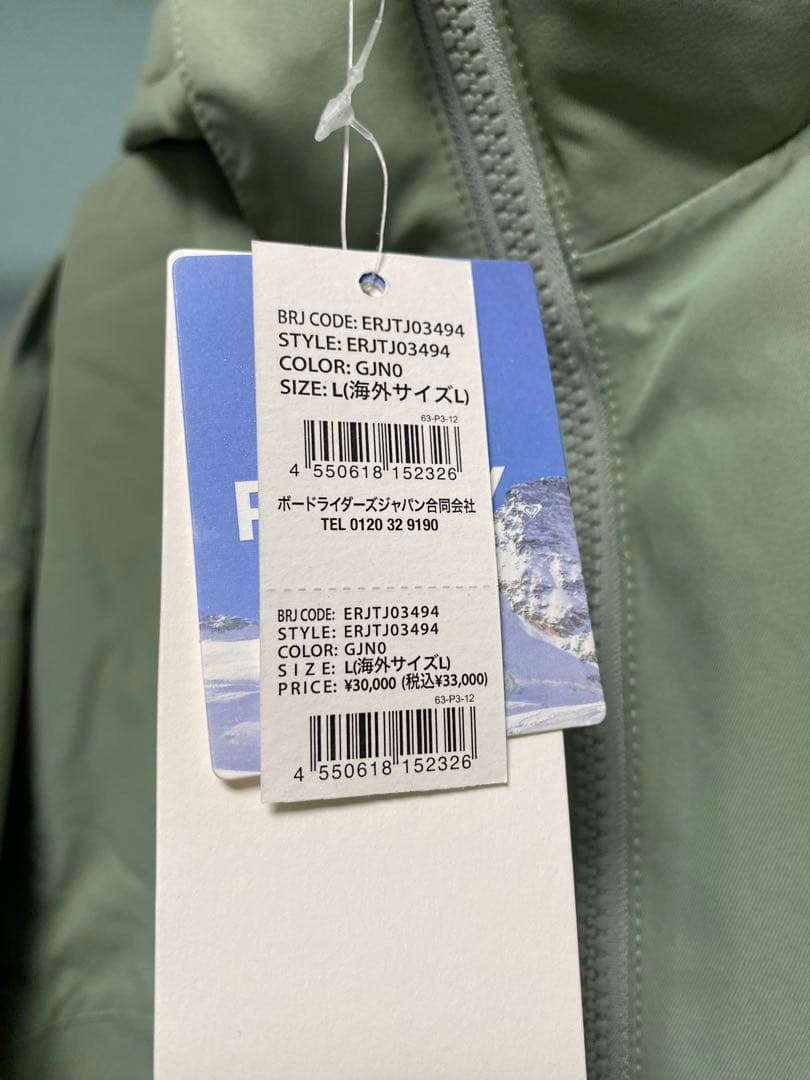 BRJ CODE: ERJTJ03494
STYLE: ERJTJ03494
COLOR: GJN0
SIZE: L(海外サイズL)
63-P3-12
4 550618 152326
ボードライダーズジャパン合同会社
TEL 0120 32 9190
BRJ CODE: ERJTJ03494
STYLE: ERJTJ03494
COLOR: GJN0
SIZE: L(海外サイズL)
PRICE: ¥30,000 (税込¥33,000)
63-P3-12
4 550618 152326